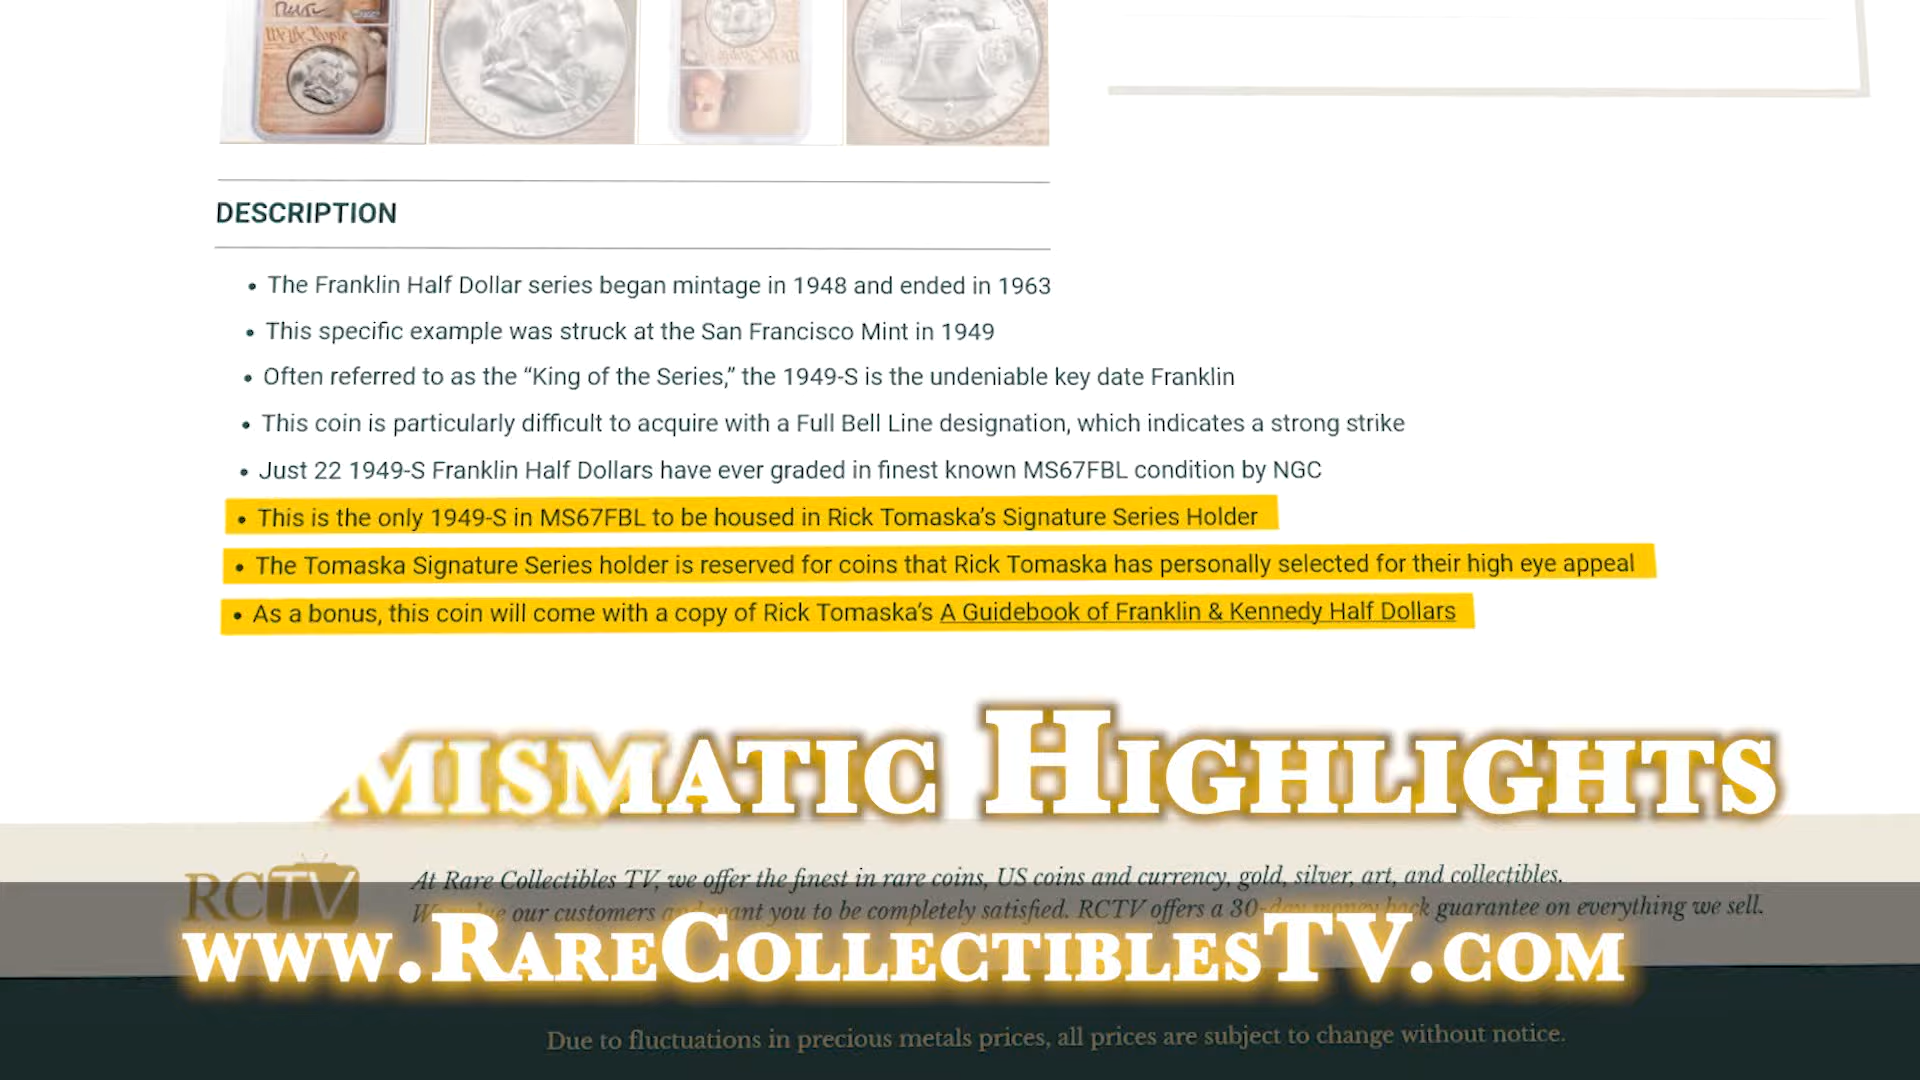 We the People
DESCRIPTION
• The Franklin Half Dollar series began mintage in 1948 and ended in 1963
• This specific example was struck at the San Francisco Mint in 1949
• Often referred to as the “King of the Series,” the 1949-S is the undeniable key date Franklin
• This coin is particularly difficult to acquire with a Full Bell Line designation, which indicates a strong strike
• Just 22 1949-S Franklin Half Dollars have ever graded in finest known MS67FBL condition by NGC
• This is the only 1949-S in MS67FBL to be housed in Rick Tomaska’s Signature Series Holder
• The Tomaska Signature Series holder is reserved for coins that Rick Tomaska has personally selected for their high eye appeal
• As a bonus, this coin will come with a copy of Rick Tomaska’s A Guidebook of Franklin & Kennedy Half Dollars
MISMATIC HIGHLIGHTS
RCTV
At Rare Collectibles TV, we offer the finest in rare coins, US coins and currency, gold, silver, art, and collectibles.
We value our customers and want you to be completely satisfied. RCTV offers a 30-day money back guarantee on everything we sell.
www.RareCollectiblesTV.com
Due to fluctuations in precious metals prices, all prices are subject to change without notice.